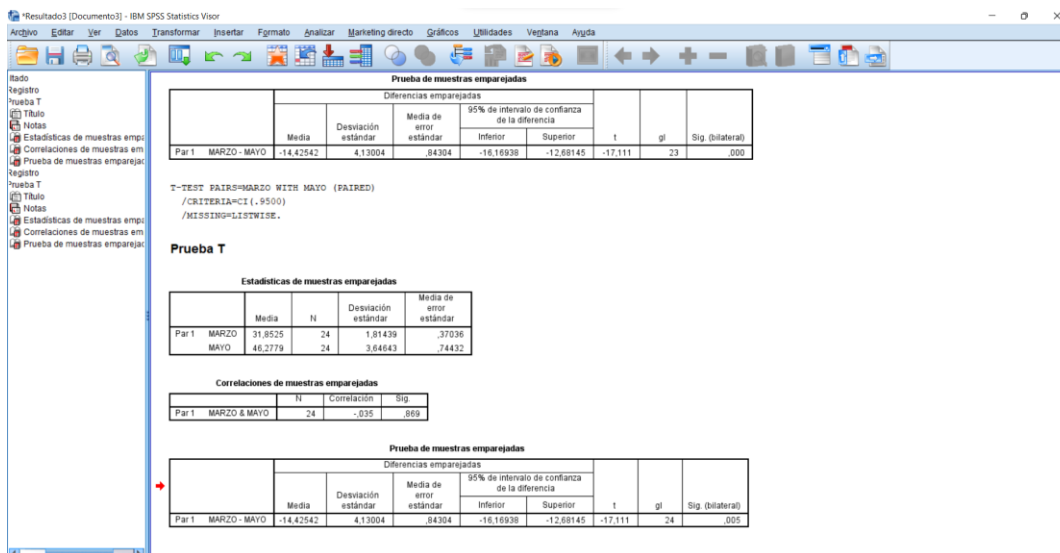 *Resultado3 [Documento3] - IBM SPSS Statistics Visor
Archivo Editar Ver Datos Transformar Insertar Formato Analizar Marketing directo Gráficos Utilidades Ventana Ayuda
ltado
Registro
Prueba T
Título
Notas
Estadísticas de muestras empa
Correlaciones de muestras em
Prueba de muestras emparejad
Registro
Prueba T
Título
Notas
Estadísticas de muestras empa
Correlaciones de muestras em
Prueba de muestras emparejad
Prueba de muestras emparejadas
Diferencias emparejadas
95% de intervalo de confianza de la diferencia
Media Desviación estándar Media de error estándar Inferior Superior t gl Sig. (bilateral)
Par 1 MARZO - MAYO -14,42542 4,13004 ,84304 -16,16938 -12,68145 -17,111 23 ,000
T-TEST PAIRS=MARZO WITH MAYO (PAIRED)
/CRITERIA=CI(.9500)
/MISSING=LISTWISE.
Prueba T
Estadísticas de muestras emparejadas
Media N Desviación estándar Media de error estándar
Par 1 MARZO 31,8525 24 1,81439 ,37036
MAYO 46,2779 24 3,64643 ,74432
Correlaciones de muestras emparejadas
N Correlación Sig.
Par 1 MARZO & MAYO 24 -,035 ,869
Prueba de muestras emparejadas
Diferencias emparejadas
95% de intervalo de confianza de la diferencia
Media Desviación estándar Media de error estándar Inferior Superior t gl Sig. (bilateral)
Par 1 MARZO - MAYO -14,42542 4,13004 ,84304 -16,16938 -12,68145 -17,111 24 ,005